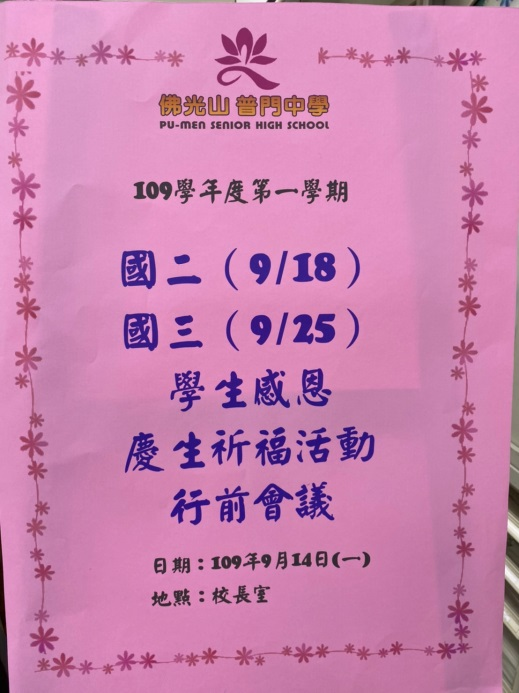 佛光山 普門中學
PU-MEN SENIOR HIGH SCHOOL
109學年度第一學期
國二（9/18）
國三（9/25）
學生感恩
慶生祈福活動
行前會議
日期：109年9月14日(一)
地點：校長室